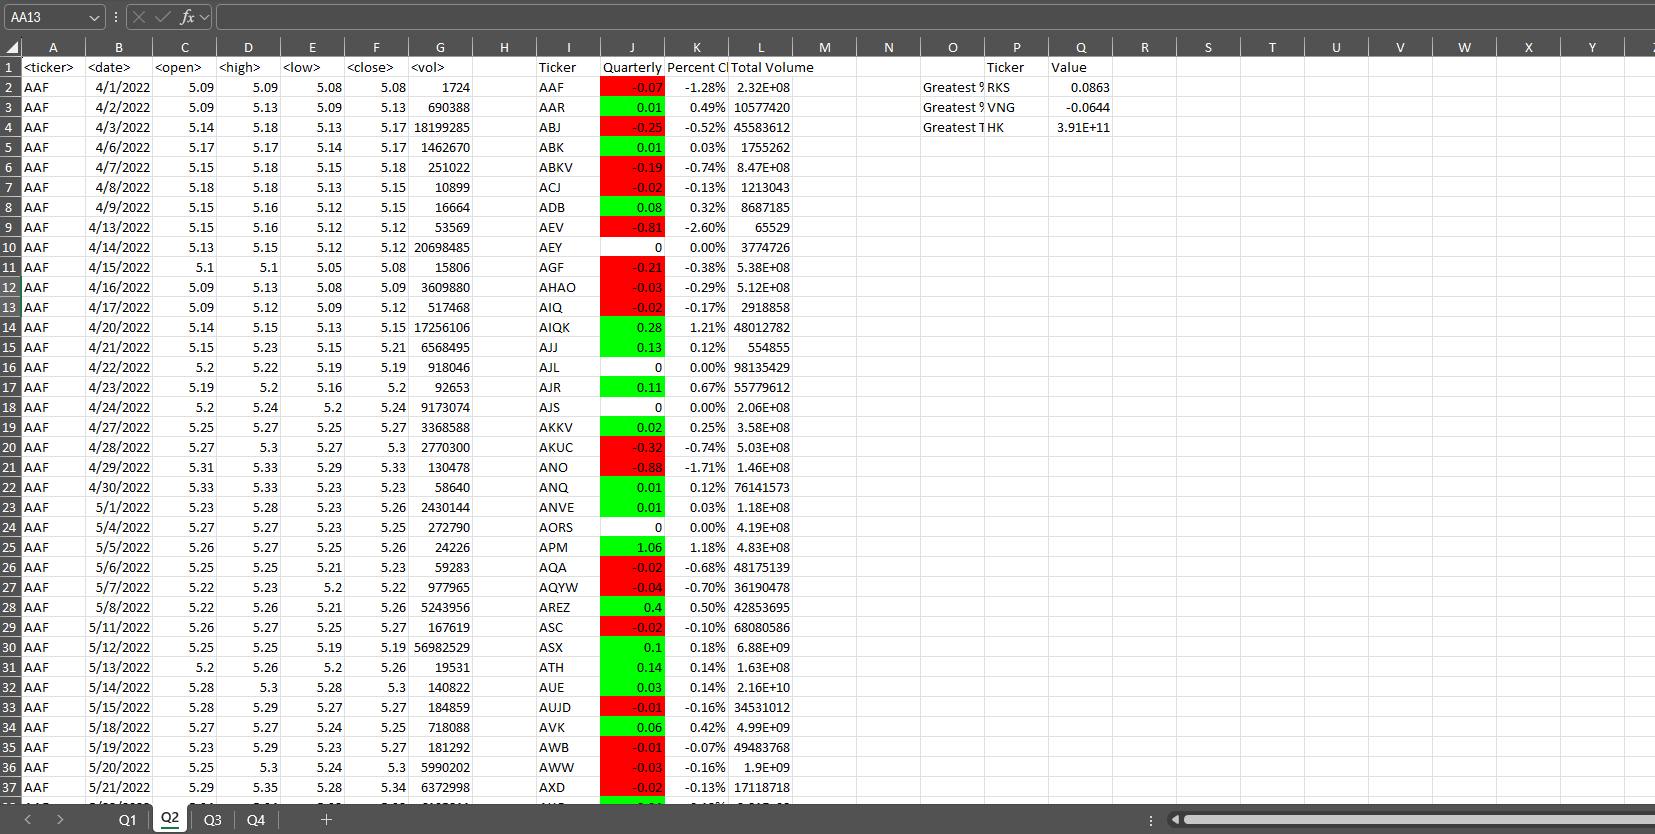 AA13 fx
A B C D E F G H I J K L M N O P Q R S T U V W X Y
1 <ticker> <date> <open> <high> <low> <close> <vol> Ticker Quarterly Percent Cl Total Volume Ticker Value
2 AAF 4/1/2022 5.09 5.09 5.08 5.08 1724 AAF -0.07 -1.28% 2.32E+08 Greatest % RKS 0.0863
3 AAF 4/2/2022 5.09 5.13 5.09 5.13 690388 AAR 0.01 0.49% 10577420 Greatest % VNG -0.0644
4 AAF 4/3/2022 5.14 5.18 5.13 5.17 18199285 ABJ -0.25 -0.52% 45583612 Greatest T HK 3.91E+11
5 AAF 4/6/2022 5.17 5.17 5.14 5.17 1462670 ABK 0.01 0.03% 1755262
6 AAF 4/7/2022 5.15 5.18 5.15 5.18 251022 ABKV -0.19 -0.74% 8.47E+08
7 AAF 4/8/2022 5.18 5.18 5.13 5.15 10899 ACJ -0.02 -0.13% 1213043
8 AAF 4/9/2022 5.15 5.16 5.12 5.15 16664 ADB 0.08 0.32% 8687185
9 AAF 4/13/2022 5.15 5.16 5.12 5.12 53569 AEV -0.81 -2.60% 65529
10 AAF 4/14/2022 5.13 5.15 5.12 5.12 20698485 AEY 0 0.00% 3774726
11 AAF 4/15/2022 5.1 5.1 5.05 5.08 15806 AGF -0.21 -0.38% 5.38E+08
12 AAF 4/16/2022 5.09 5.13 5.08 5.09 3609880 AHAO -0.03 -0.29% 5.12E+08
13 AAF 4/17/2022 5.09 5.12 5.09 5.12 517468 AIQ -0.02 -0.17% 2918858
14 AAF 4/20/2022 5.14 5.15 5.13 5.15 17256106 AIQK 0.28 1.21% 48012782
15 AAF 4/21/2022 5.15 5.23 5.15 5.21 6568495 AJJ 0.13 0.12% 554855
16 AAF 4/22/2022 5.2 5.22 5.19 5.19 918046 AJL 0 0.00% 98135429
17 AAF 4/23/2022 5.19 5.2 5.16 5.2 92653 AJR 0.11 0.67% 55779612
18 AAF 4/24/2022 5.2 5.24 5.2 5.24 9173074 AJS 0 0.00% 2.06E+08
19 AAF 4/27/2022 5.25 5.27 5.25 5.27 3368588 AKKV 0.02 0.25% 3.58E+08
20 AAF 4/28/2022 5.27 5.3 5.27 5.3 2770300 AKUC -0.32 -0.74% 5.03E+08
21 AAF 4/29/2022 5.31 5.33 5.29 5.33 130478 ANO -0.88 -1.71% 1.46E+08
22 AAF 4/30/2022 5.33 5.33 5.23 5.23 58640 ANQ 0.01 0.12% 76141573
23 AAF 5/1/2022 5.23 5.28 5.23 5.26 2430144 ANVE 0.01 0.03% 1.18E+08
24 AAF 5/4/2022 5.27 5.27 5.23 5.25 272790 AORS 0 0.00% 4.19E+08
25 AAF 5/5/2022 5.26 5.27 5.25 5.26 24226 APM 1.06 1.18% 4.83E+08
26 AAF 5/6/2022 5.25 5.25 5.21 5.23 59283 AQA -0.02 -0.68% 48175139
27 AAF 5/7/2022 5.22 5.23 5.2 5.22 977965 AQYW -0.04 -0.70% 36190478
28 AAF 5/8/2022 5.22 5.26 5.21 5.26 5243956 AREZ 0.4 0.50% 42853695
29 AAF 5/11/2022 5.26 5.27 5.25 5.27 167619 ASC -0.02 -0.10% 68080586
30 AAF 5/12/2022 5.25 5.25 5.19 5.19 56982529 ASX 0.1 0.18% 6.88E+09
31 AAF 5/13/2022 5.2 5.26 5.2 5.26 19531 ATH 0.14 0.14% 1.63E+08
32 AAF 5/14/2022 5.28 5.3 5.28 5.3 140822 AUE 0.03 0.14% 2.16E+10
33 AAF 5/15/2022 5.28 5.29 5.27 5.27 184859 AUJD -0.01 -0.16% 34531012
34 AAF 5/18/2022 5.27 5.27 5.24 5.25 718088 AVK 0.06 0.42% 4.99E+09
35 AAF 5/19/2022 5.23 5.29 5.23 5.27 181292 AWB -0.01 -0.07% 49483768
36 AAF 5/20/2022 5.25 5.3 5.24 5.3 5990202 AWW -0.03 -0.16% 1.9E+09
37 AAF 5/21/2022 5.29 5.35 5.28 5.34 6372998 AXD -0.02 -0.13% 17118718
Q1 Q2 Q3 Q4